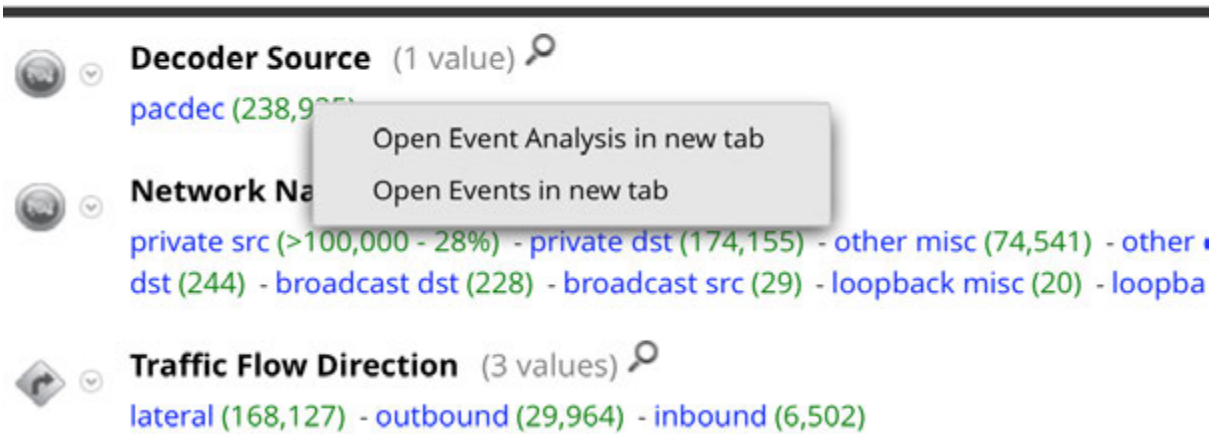 Decoder Source (1 value)
pacdec (238,9
Open Event Analysis in new tab
Network Na
Open Events in new tab
private src (>100,000 - 28%) - private dst (174,155) - other misc (74,541) - other
dst (244) - broadcast dst (228) - broadcast src (29) - loopback misc (20) - loopba
Traffic Flow Direction (3 values)
lateral (168,127) - outbound (29,964) - inbound (6,502)